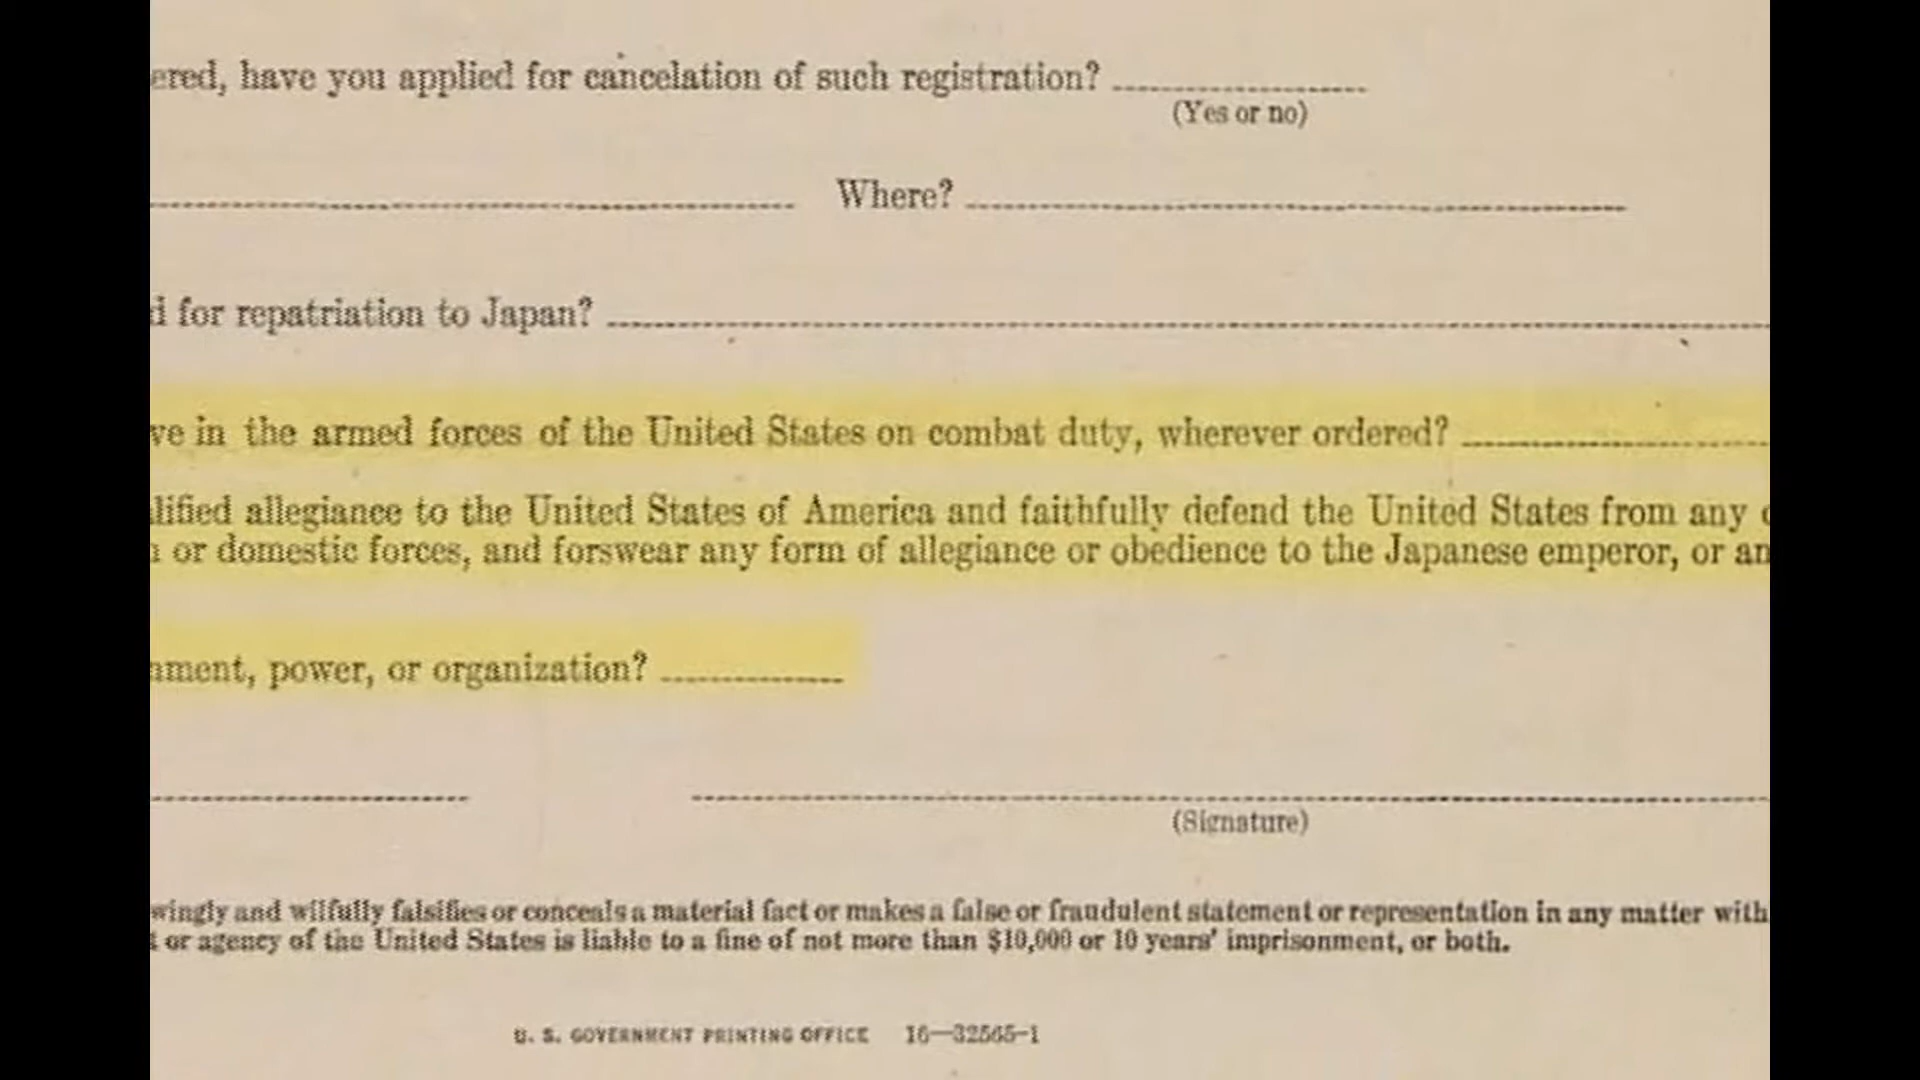 ered, have you applied for cancelation of such registration?
(Yes or no)
Where?
d for repatriation to Japan?
ve in the armed forces of the United States on combat duty, wherever ordered?
lified allegiance to the United States of America and faithfully defend the United States from any
or domestic forces, and forswear any form of allegiance or obedience to the Japanese emperor, or an
nment, power, or organization?
(Signature)
wingly and wilfully falsifies or conceals a material fact or makes a false or fraudulent statement or representation in any matter with
t or agency of the United States is liable to a fine of not more than $10,000 or 10 years' imprisonment, or both.
U. S. GOVERNMENT PRINTING OFFICE 16—32565-1